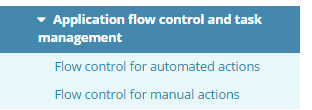 Application flow control and task
management
Flow control for automated actions
Flow control for manual actions